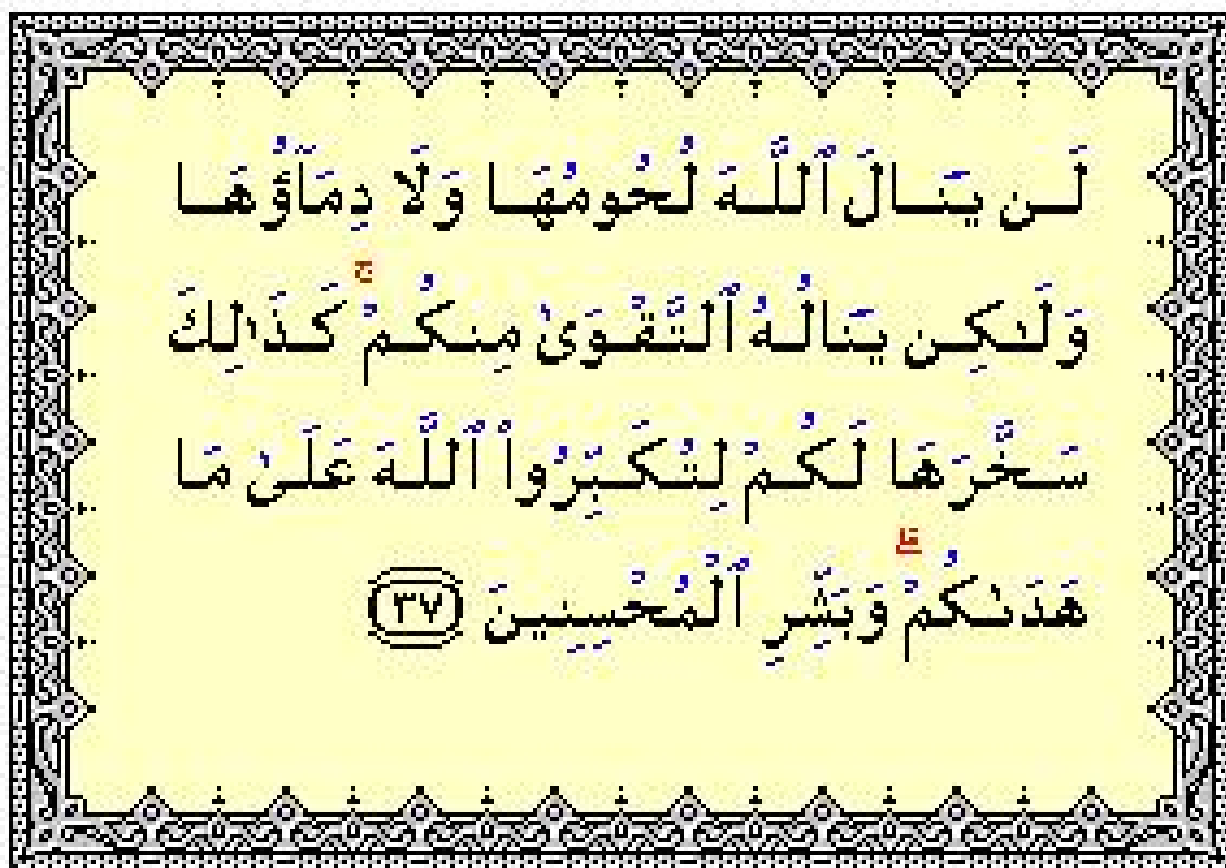 لَن يَنَالَ ٱللَّهَ لُحُومُهَا وَلَا دِمَآؤُهَا
وَلَـٰكِن يَنَالُهُ ٱلتَّقْوَىٰ مِنكُمْ ۚ كَذَٰلِكَ
سَخَّرَهَا لَكُمْ لِتُكَبِّرُوا۟ ٱللَّهَ عَلَىٰ مَا
هَدَىٰكُمْ ۗ وَبَشِّرِ ٱلْمُحْسِنِينَ ٣٧